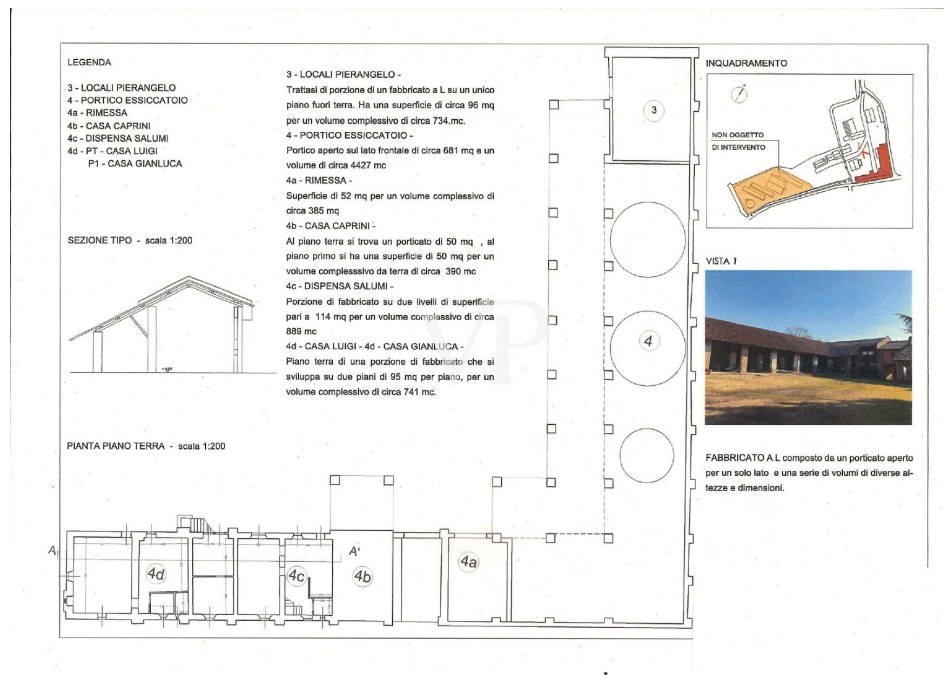 LEGENDA
3 - LOCALI PIERANGELO
4 - PORTICO ESSICCATOIO
4a - RIMESSA
4b - CASA CAPRINI
4c - DISPENSA SALUMI
4d - PT - CASA LUIGI
P1 - CASA GIANLUCA
SEZIONE TIPO - scala 1:200
PIANTA PIANO TERRA - scala 1:200
3 - LOCALI PIERANGELO -
Trattasi di porzione di un fabbricato a L su un unico
piano fuori terra. Ha una superficie di circa 96 mq
per un volume complessivo di circa 734.mc.
4 - PORTICO ESSICCATOIO -
Portico aperto sul lato frontale di circa 681 mq e un
volume di circa 4427 mc
4a - RIMESSA -
Superficie di 52 mq per un volume complessivo di
circa 385 mq
4b - CASA CAPRINI -
Al piano terra si trova un porticato di 50 mq , al
piano primo si ha una superficie di 50 mq per un
volume complesssivo da terra di circa 390 mc
4c - DISPENSA SALUMI -
Porzione di fabbricato su due livelli di superificie
pari a 114 mq per un volume complessivo di circa
889 mc
4d - CASA LUIGI - 4d - CASA GIANLUCA -
Piano terra di una porzione di fabbricato che si
sviluppa su due piani di 95 mq per piano, per un
volume complessivo di circa 741 mc.
VP
3
4
A
A'
4d
4c
4b
4a
INQUADRAMENTO
NON OGGETTO
DI INTERVENTO
VISTA 1
FABBRICATO A L composto da un porticato aperto
per un solo lato e una serie di volumi di diverse al-
tezze e dimensioni.